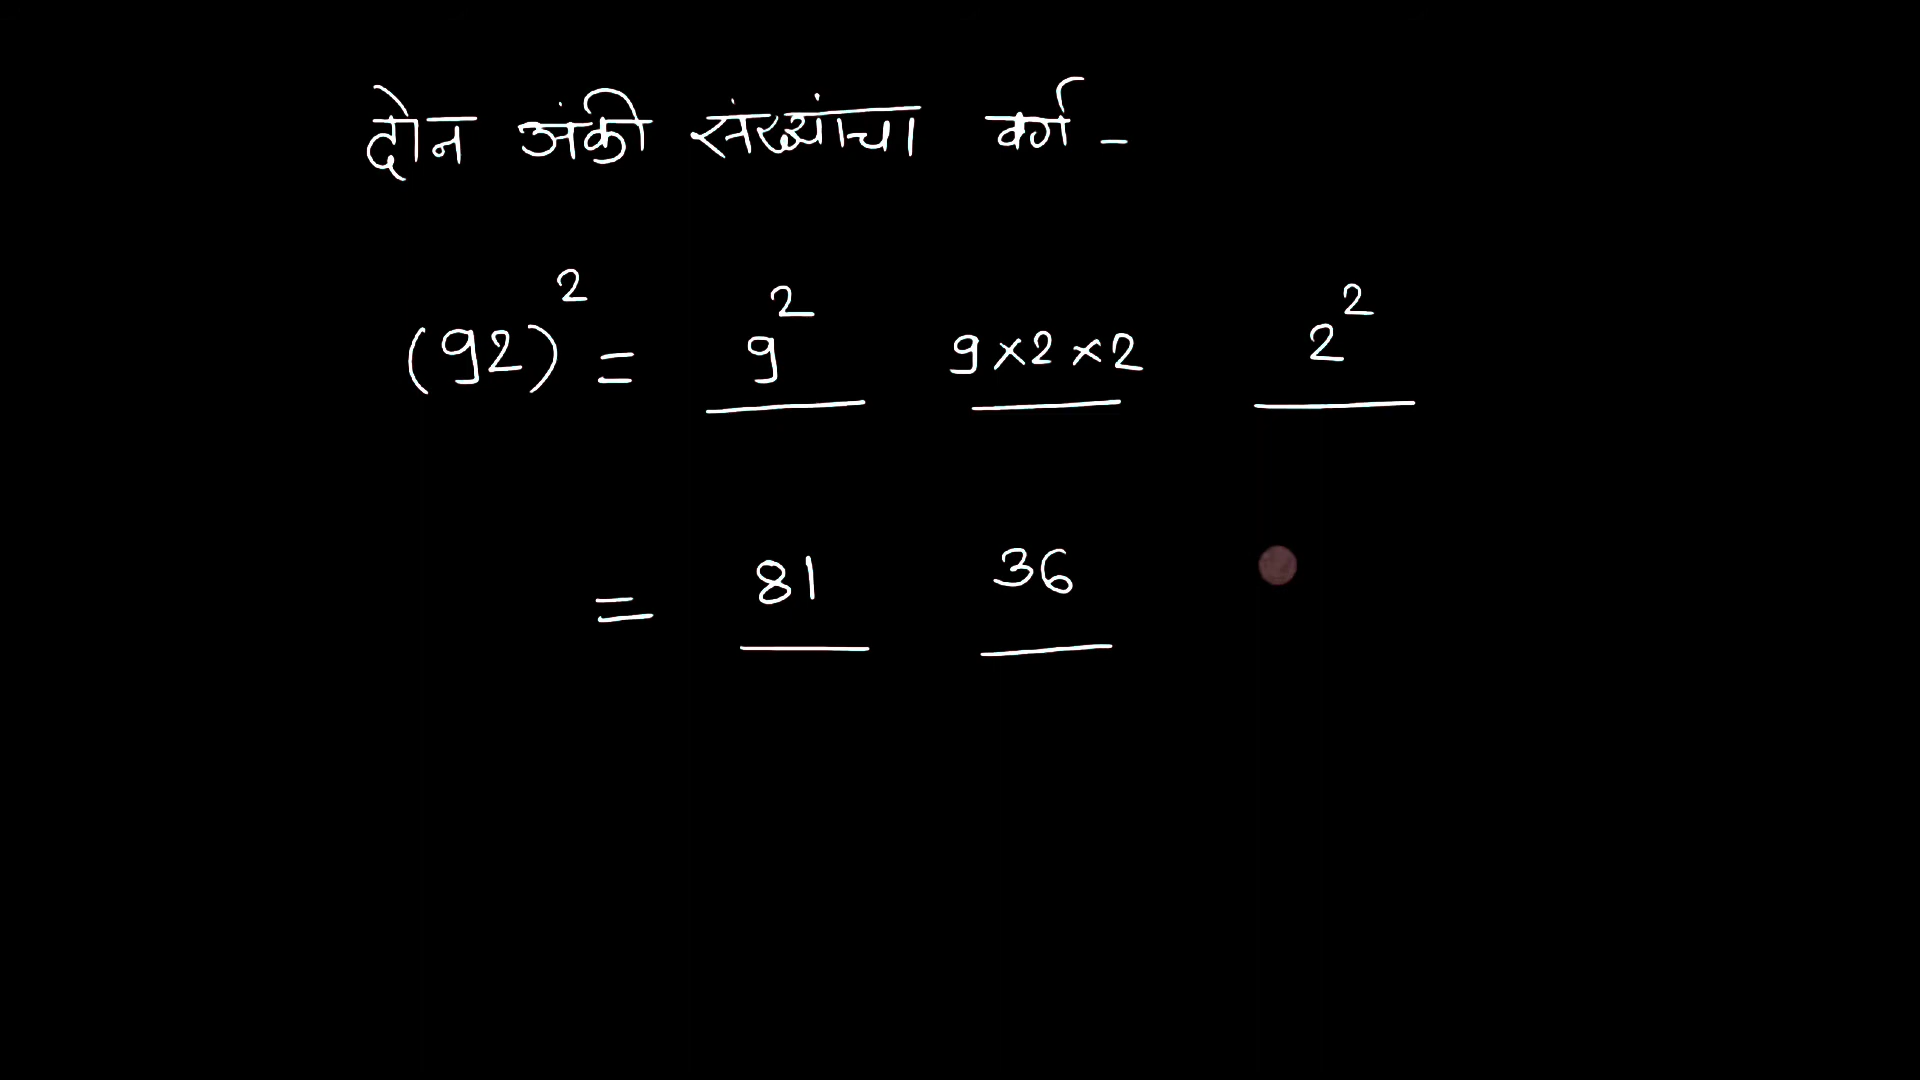 दोन अंकी संख्यांचा वर्ग -
(92)² = 9² 9×2×2 2²
= 81 36